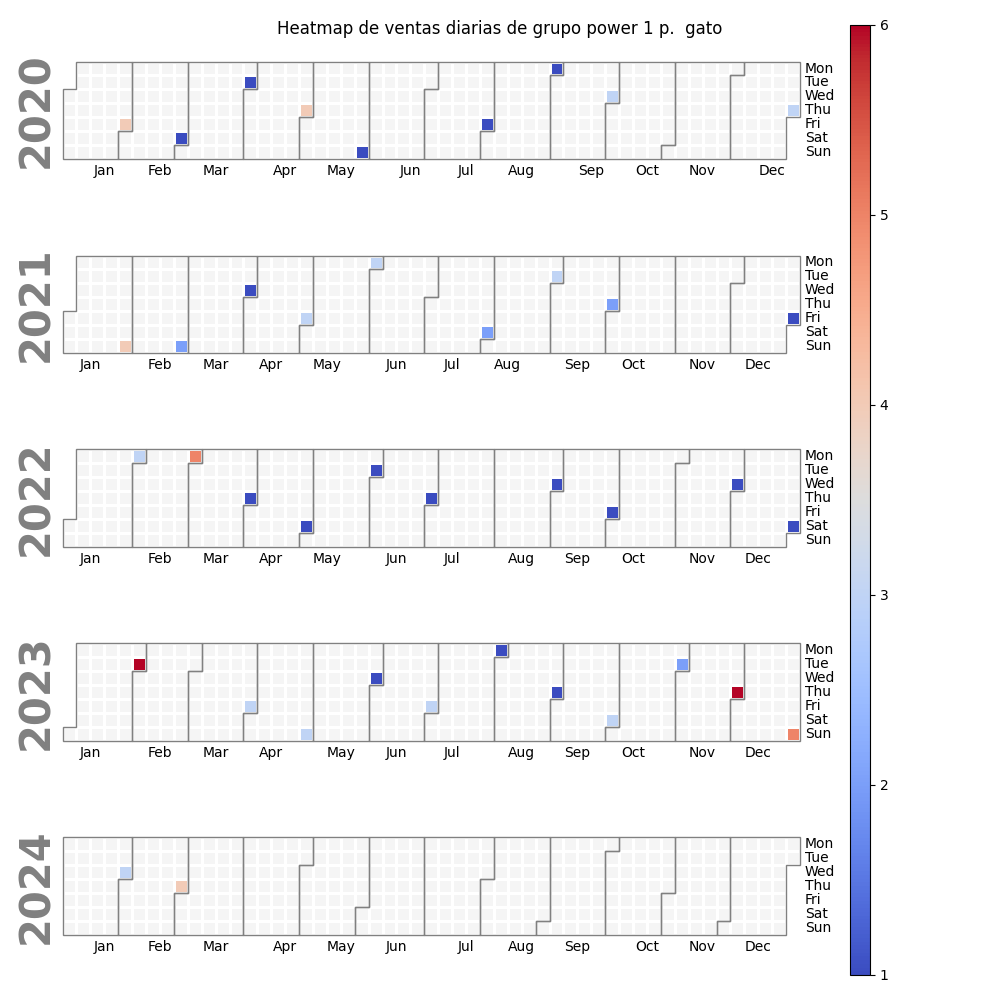 Heatmap de ventas diarias de grupo power 1 p.  gato
2020
Mon
Tue
Wed
Thu
Fri
Sat
Sun
Jan Feb Mar Apr May Jun Jul Aug Sep Oct Nov Dec
2021
Mon
Tue
Wed
Thu
Fri
Sat
Sun
Jan Feb Mar Apr May Jun Jul Aug Sep Oct Nov Dec
2022
Mon
Tue
Wed
Thu
Fri
Sat
Sun
Jan Feb Mar Apr May Jun Jul Aug Sep Oct Nov Dec
2023
Mon
Tue
Wed
Thu
Fri
Sat
Sun
Jan Feb Mar Apr May Jun Jul Aug Sep Oct Nov Dec
2024
Mon
Tue
Wed
Thu
Fri
Sat
Sun
Jan Feb Mar Apr May Jun Jul Aug Sep Oct Nov Dec
6
5
4
3
2
1